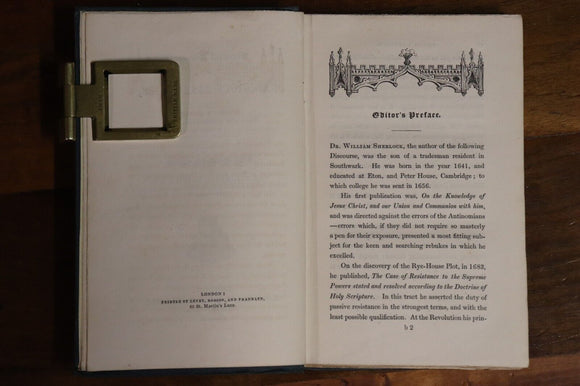 LONDON:
PRINTED BY LEVEY, ROBSON, AND FRANKLYN,
46 St. Martin's Lane.
Editor's Preface.
DR. WILLIAM SHERLOCK, the author of the following
Discourse, was the son of a tradesman resident in
Southwark. He was born in the year 1641, and
educated at Eton, and Peter House, Cambridge; to
which college he was sent in 1656.
His first publication was, On the Knowledge of
Jesus Christ, and our Union and Communion with him,
and was directed against the errors of the Antinomians
—errors which, if they did not require so masterly
a pen for their exposure, presented a most fitting sub-
ject for the keen and searching rebukes in which he
excelled.
On the discovery of the Rye-House Plot, in 1683,
he published, The Case of Resistance to the Supreme
Powers stated and resolved according to the Doctrine of
Holy Scripture. In this tract he asserted the duty of
passive resistance in the strongest terms, and with the
least possible qualification. At the Revolution his prin-
b 2